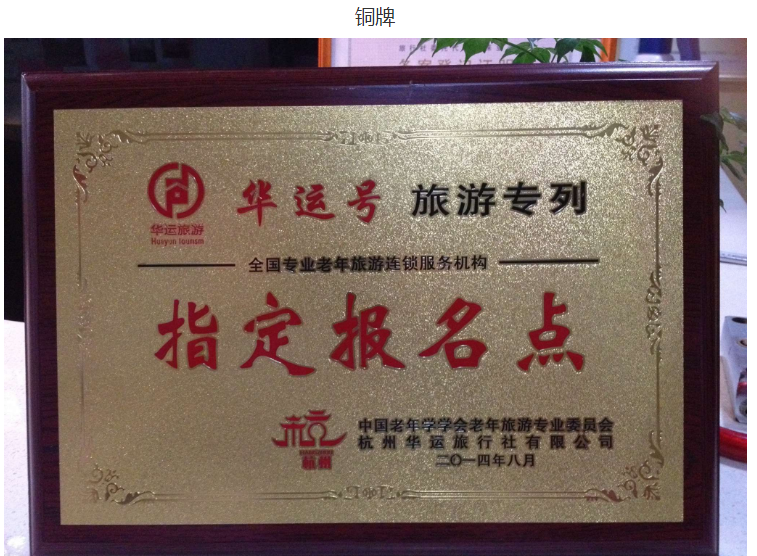 铜牌
华运号 旅游专列
华运旅游
Huayun tourism
全国专业老年旅游连锁服务机构
指定报名点
中国老年学学会老年旅游专业委员会
杭州华运旅行社有限公司
二〇一四年八月
杭州